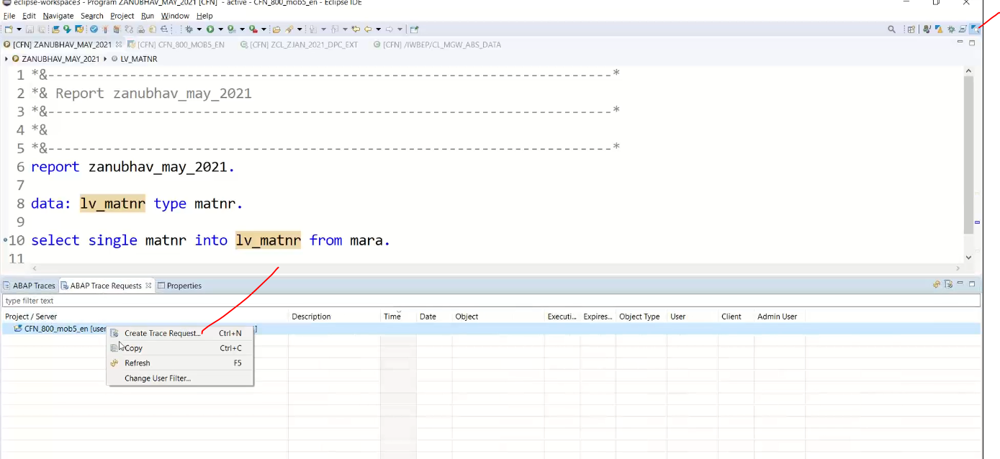 eclipse-workspace3 - Program ZANUBHAV_MAY_2021 [CFN] - active - CFN_800_mob5_en - Eclipse IDE
File Edit Navigate Search Project Run Window Help
[CFN] ZANUBHAV_MAY_2021 [CFN] CFN_800_MOB5_EN [CFN] ZCL_ZJAN_2021_DPC_EXT [CFN] /IWBEP/CL_MGW_ABS_DATA
ZANUBHAV_MAY_2021 LV_MATNR
1 *&---------------------------------------------------------------------*
2 *& Report zanubhav_may_2021
3 *&---------------------------------------------------------------------*
4 *&
5 *&---------------------------------------------------------------------*
6 report zanubhav_may_2021.
7
8 data: lv_matnr type matnr.
9
10 select single matnr into lv_matnr from mara.
11
ABAP Traces ABAP Trace Requests Properties
type filter text
Project / Server Description Time Date Object Executi... Expires... Object Type User Client Admin User
CFN_800_mob5_en [user ]
Create Trace Request... Ctrl+N
Copy Ctrl+C
Refresh F5
Change User Filter...